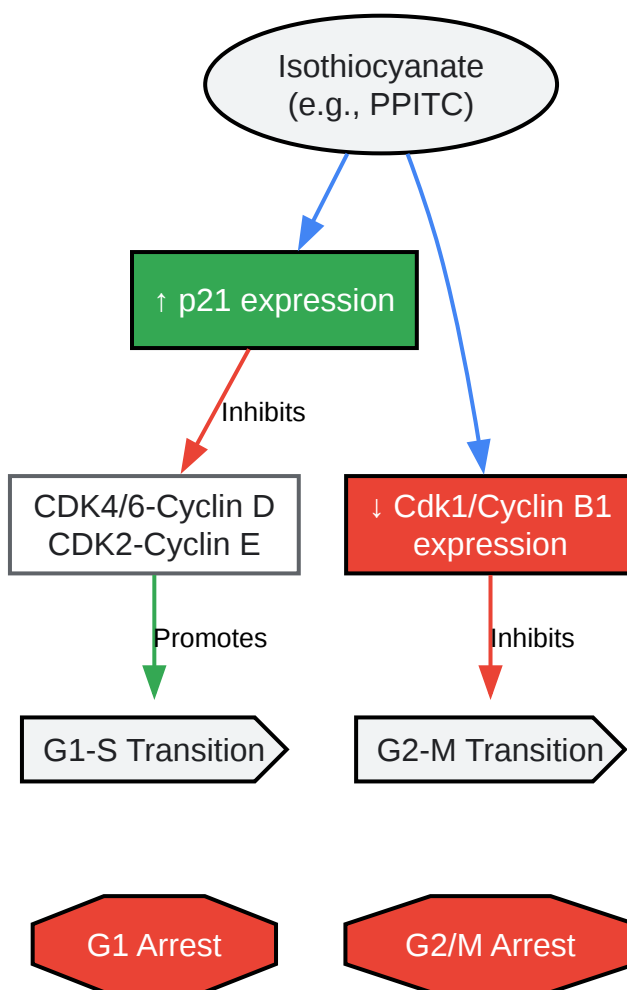 Isothiocyanate
(e.g., PPITC)
↑ p21 expression
Inhibits
CDK4/6-Cyclin D
CDK2-Cyclin E
↓ Cdk1/Cyclin B1
expression
Promotes
Inhibits
G1-S Transition
G2-M Transition
G1 Arrest
G2/M Arrest